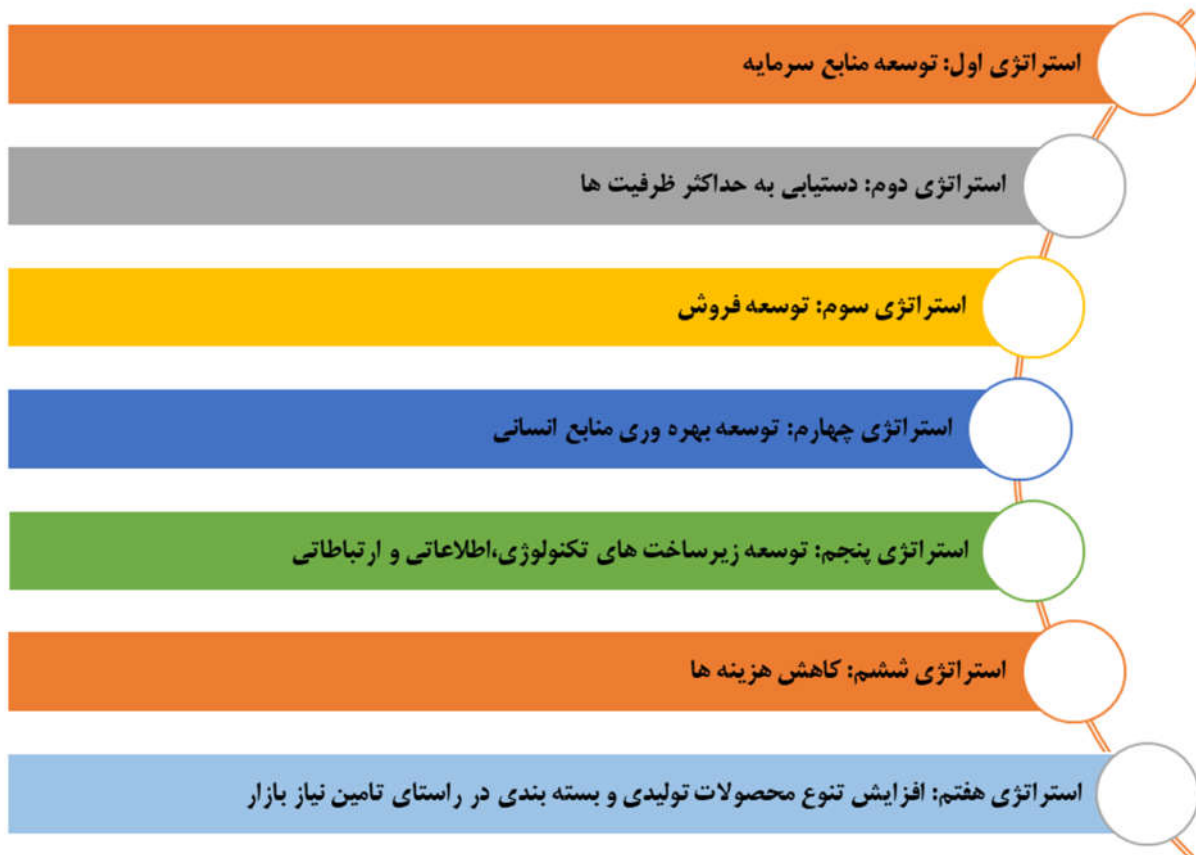 استراتژی اول: توسعه منابع سرمایه
استراتژی دوم: دستیابی به حداکثر ظرفیت ها
استراتژی سوم: توسعه فروش
استراتژی چهارم: توسعه بهره وری منابع انسانی
استراتژی پنجم: توسعه زیرساخت های تکنولوژی،اطلاعاتی و ارتباطاتی
استراتژی ششم: کاهش هزینه ها
استراتژی هفتم: افزایش تنوع محصولات تولیدی و بسته بندی در راستای تامین نیاز بازار